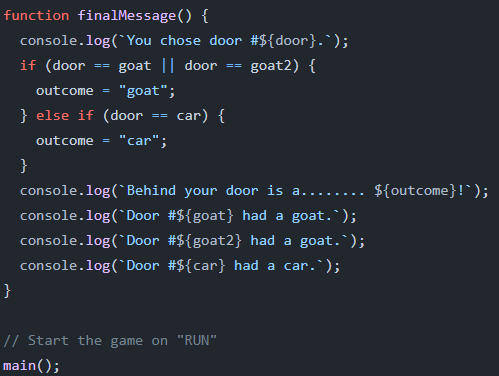 function finalMessage() {
  console.log(`You chose door #${door}.`);
  if (door == goat || door == goat2) {
    outcome = "goat";
  } else if (door == car) {
    outcome = "car";
  }
  console.log(`Behind your door is a........ ${outcome}!`);
  console.log(`Door #${goat} had a goat.`);
  console.log(`Door #${goat2} had a goat.`);
  console.log(`Door #${car} had a car.`);
}

// Start the game on "RUN"
main();